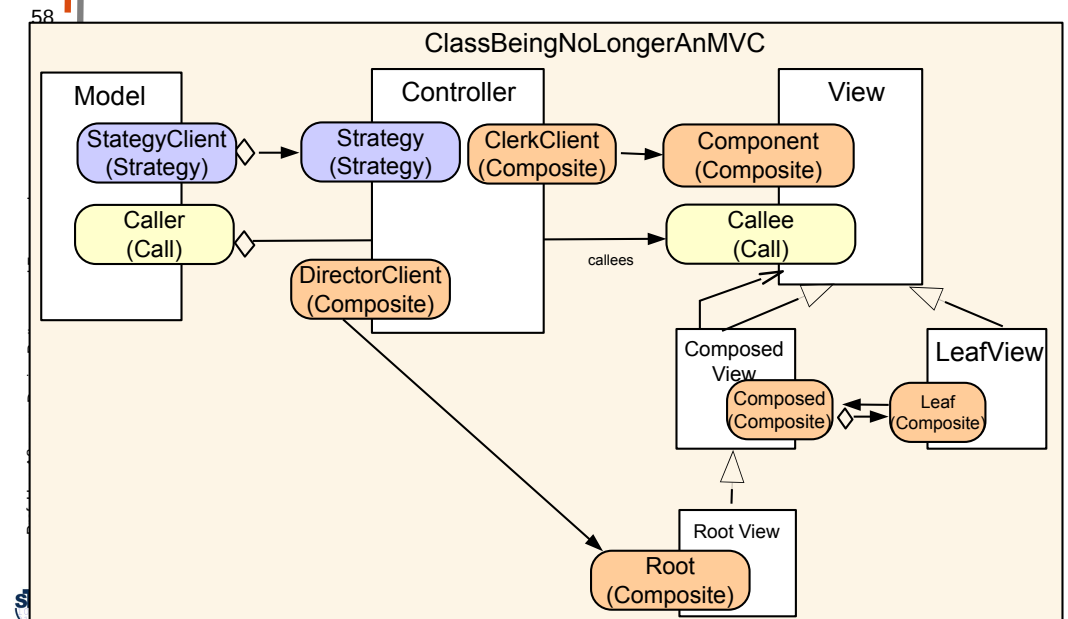 58
ClassBeingNoLongerAnMVC
Model
Controller
View
StategyClient
(Strategy)
Strategy
(Strategy)
ClerkClient
(Composite)
Component
(Composite)
Caller
(Call)
Callee
(Call)
callees
DirectorClient
(Composite)
Composed
View
LeafView
Composed
(Composite)
Leaf
(Composite)
Root View
Root
(Composite)